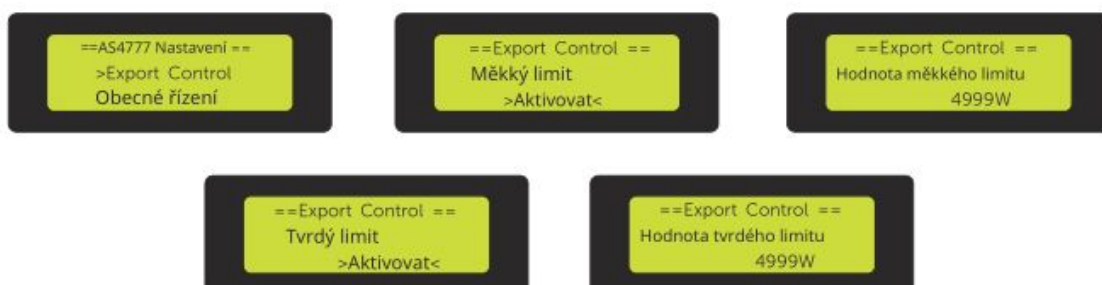 ==AS4777 Nastavení ==
>Export Control
Obecné řízení
==Export Control ==
Měkký limit
>Aktivovat<
==Export Control ==
Hodnota měkkého limitu
4999W
==Export Control ==
Tvrdý limit
>Aktivovat<
==Export Control ==
Hodnota tvrdého limitu
4999W